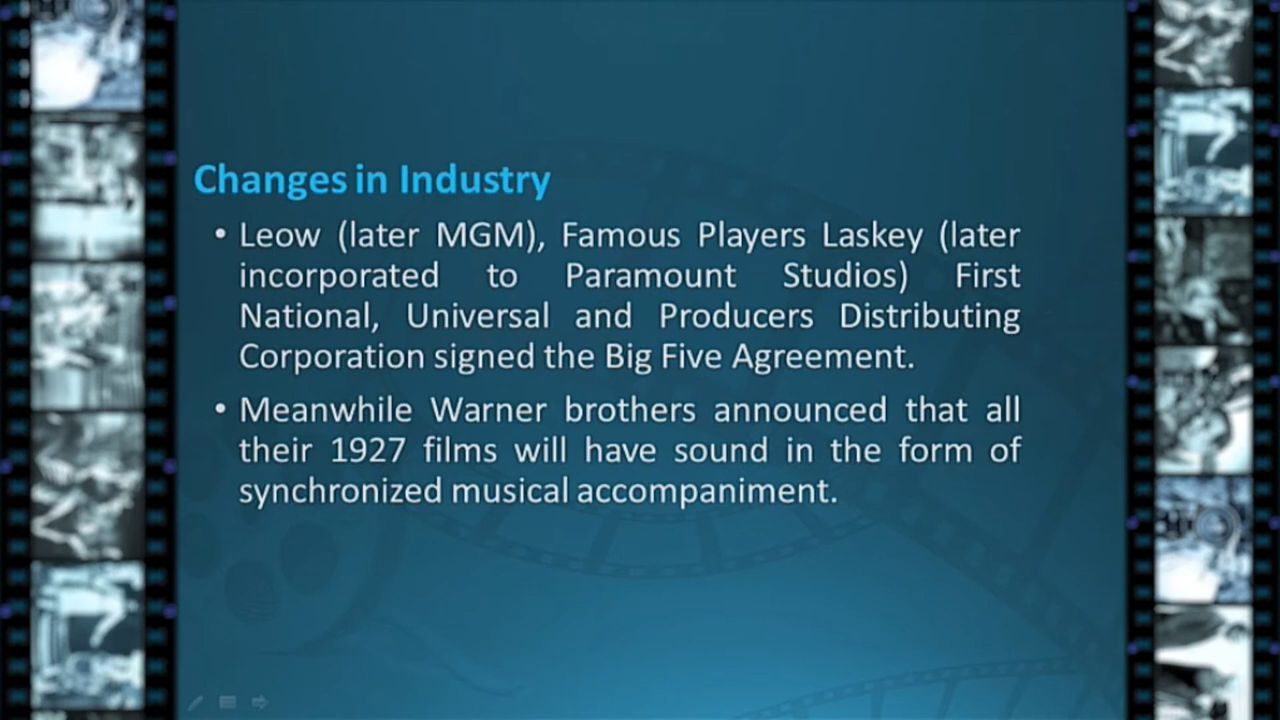 Changes in Industry
• Leow (later MGM), Famous Players Laskey (later
incorporated to Paramount Studios) First
National, Universal and Producers Distributing
Corporation signed the Big Five Agreement.
• Meanwhile Warner brothers announced that all
their 1927 films will have sound in the form of
synchronized musical accompaniment.